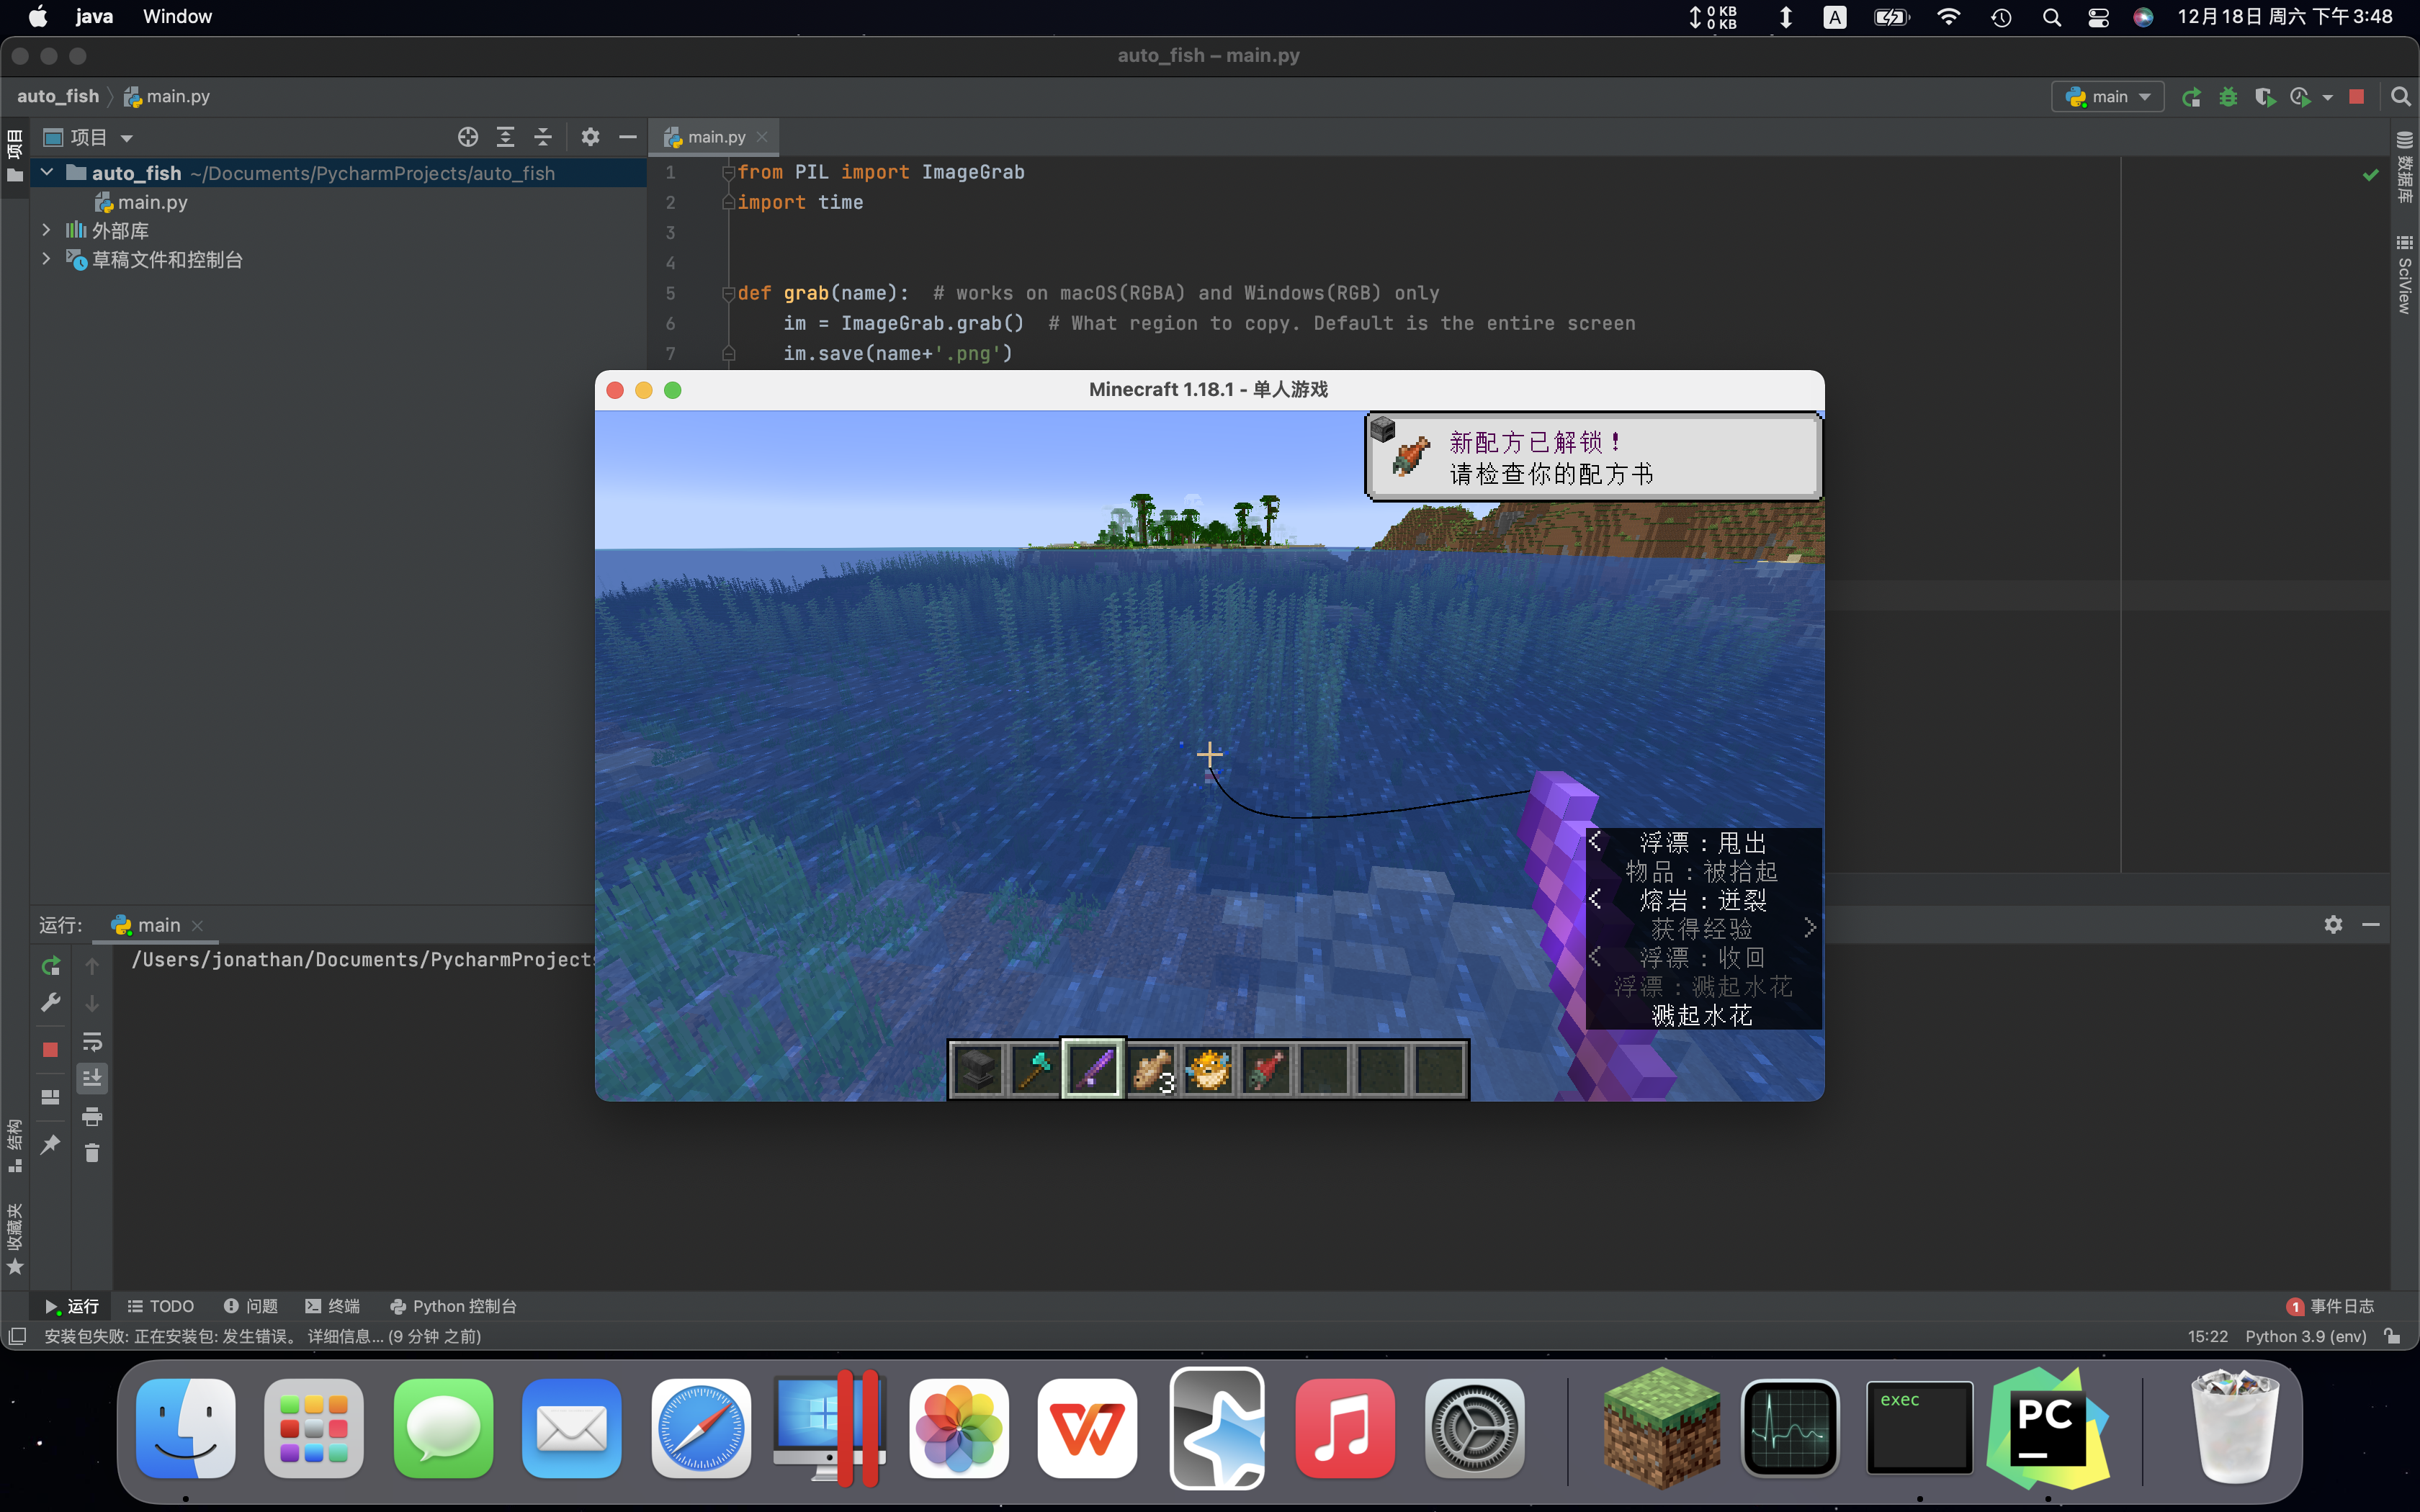 java Window
0 KB
0 KB
A
12月18日 周六 下午3:48
auto_fish – main.py
auto_fish main.py
main
项目
main.py
auto_fish ~/Documents/PycharmProjects/auto_fish
main.py
外部库
草稿文件和控制台
项目
结构
收藏夹
数据库
SciView
1 from PIL import ImageGrab
2 import time
3
4
5 def grab(name):  # works on macOS(RGBA) and Windows(RGB) only
6 im = ImageGrab.grab()  # What region to copy. Default is the entire screen
7 im.save(name+'.png')
Minecraft 1.18.1 - 单人游戏
新配方已解锁！
请检查你的配方书
< 浮漂：甩出
物品：被拾起
< 熔岩：迸裂
获得经验 >
< 浮漂：收回
浮漂：溅起水花
溅起水花
3
运行: main
/Users/jonathan/Documents/PycharmProjects
运行 TODO 问题 终端 Python 控制台
1 事件日志
安装包失败: 正在安装包: 发生错误。 详细信息... (9 分钟 之前)
15:22 Python 3.9 (env)
exec
PC